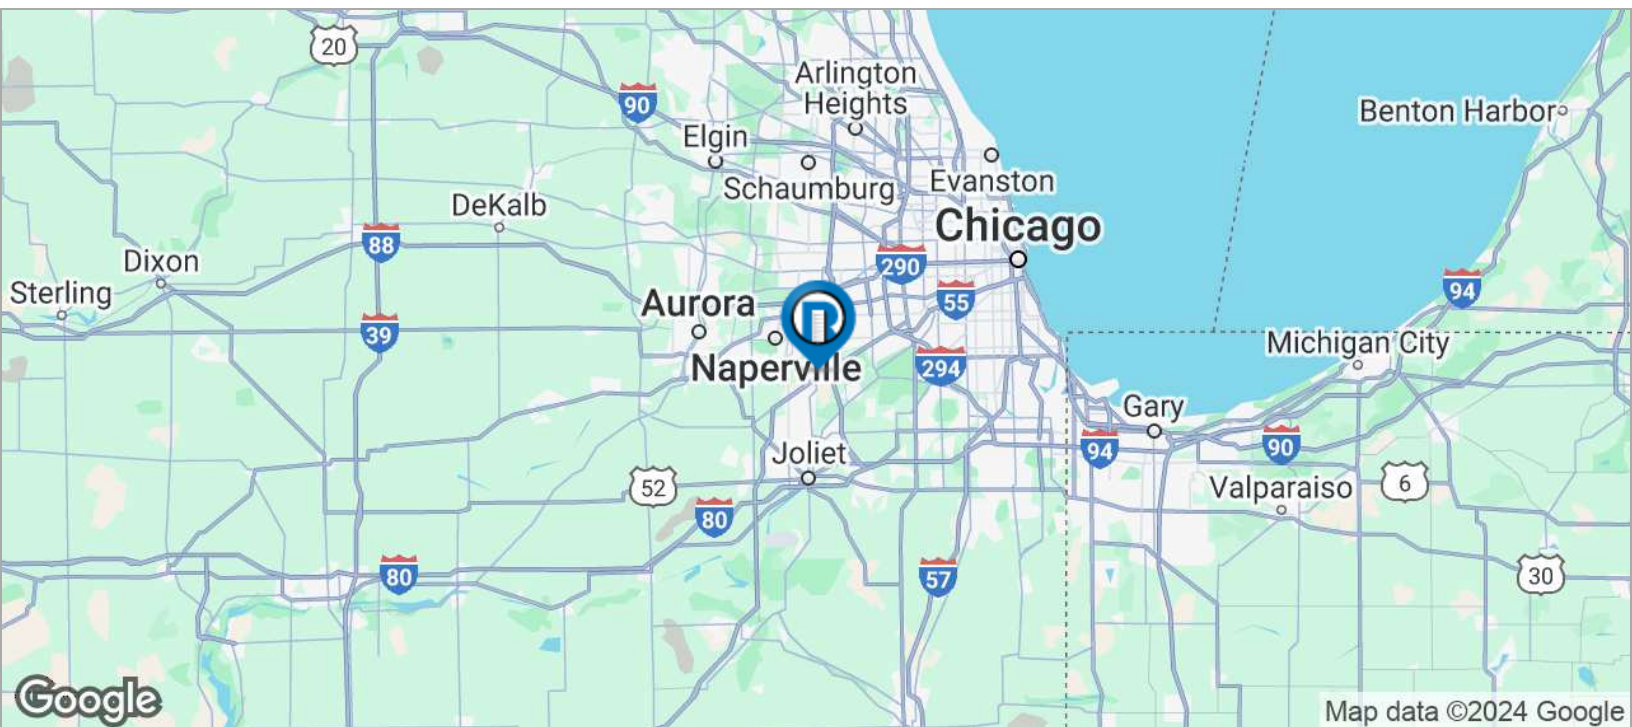 20
Arlington
Heights
90
Benton Harbor
Elgin
Schaumburg
Evanston
DeKalb
Chicago
88
Dixon
290
Sterling
Aurora
55
94
39
Naperville
294
Michigan City
Gary
Joliet
94
90
52
Valparaiso
6
80
80
57
30
Google
Map data ©2024 Google